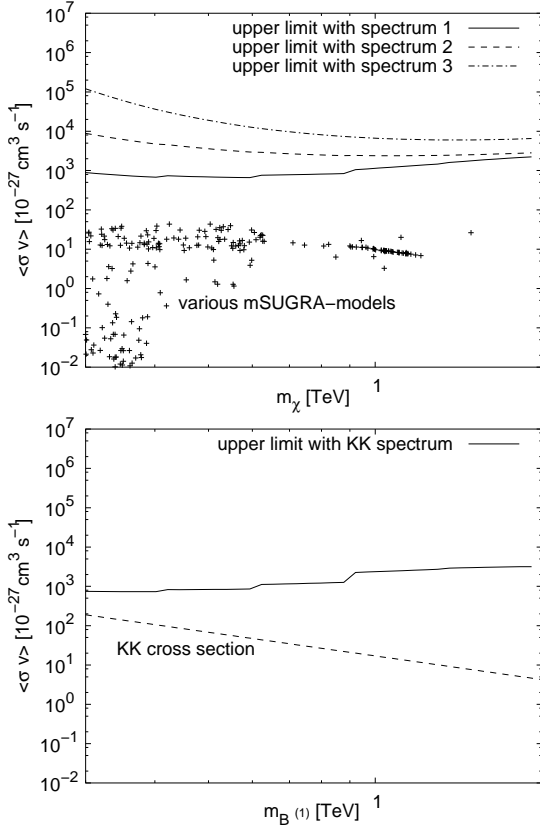 upper limit with spectrum 1
upper limit with spectrum 2
upper limit with spectrum 3
10^7
10^6
10^5
10^4
10^3
10^2
10^1
10^0
10^−1
10^−2
<σ v> [10^−27 cm^3 s^−1]
various mSUGRA−models
1
m_χ [TeV]
upper limit with KK spectrum
10^7
10^6
10^5
10^4
10^3
10^2
10^1
10^0
10^−1
10^−2
<σ v> [10^−27 cm^3 s^−1]
KK cross section
1
m_B^(1) [TeV]